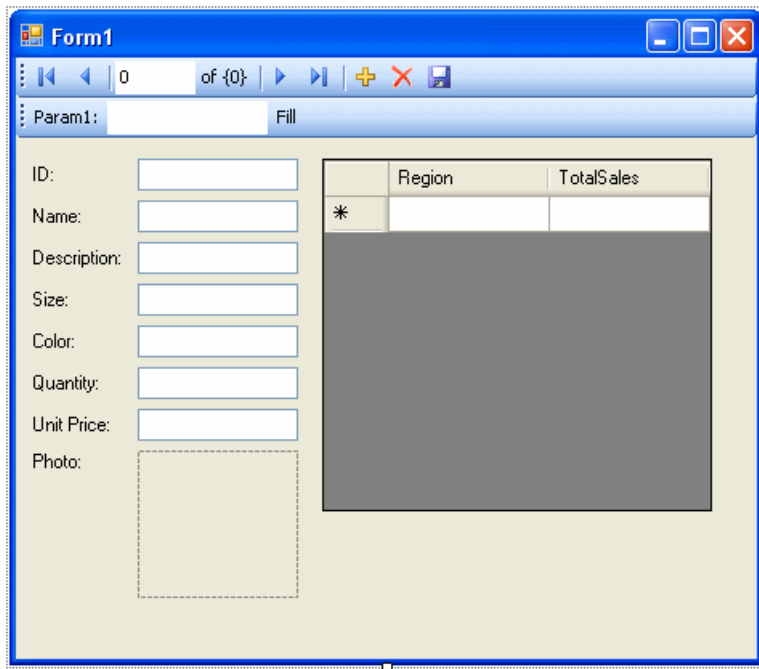 Form1
0 of {0}
Param1: Fill
ID:
Name:
Description:
Size:
Color:
Quantity:
Unit Price:
Photo:
Region TotalSales